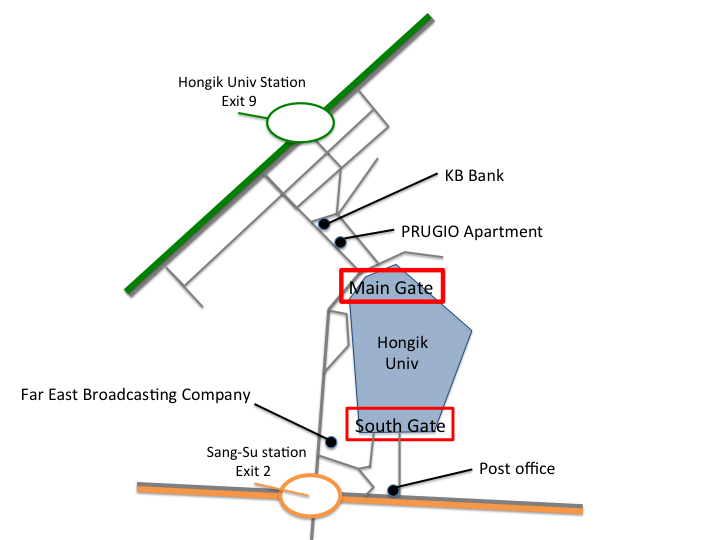 Hongik Univ Station
Exit 9
KB Bank
PRUGIO Apartment
Main Gate
Hongik
Univ
Far East Broadcasting Company
South Gate
Sang-Su station
Exit 2
Post office